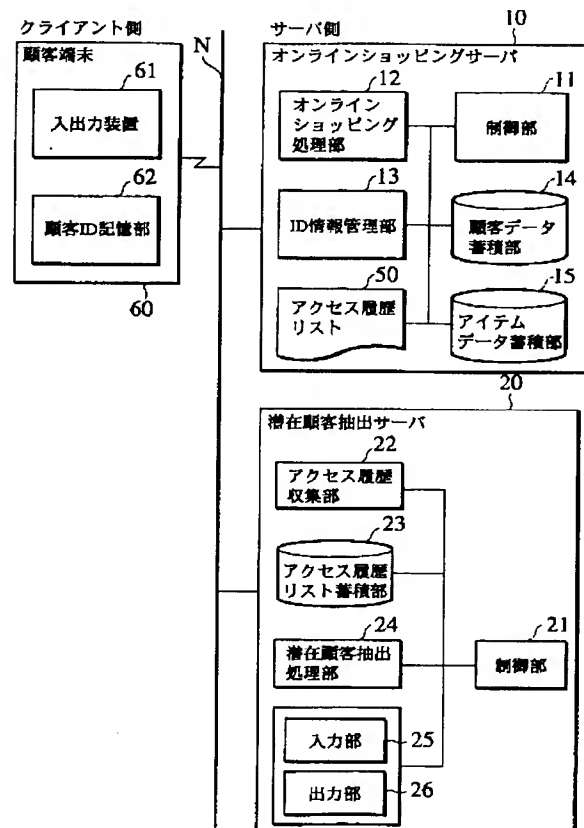 クライアント側
顧客端末
61
入出力装置
62
顧客ID記憶部
60
N
サーバ側
10
オンラインショッピングサーバ
12
オンライン
ショッピング
処理部
11
制御部
13
ID情報管理部
14
顧客データ
蓄積部
50
アクセス履歴
リスト
15
アイテム
データ蓄積部
20
潜在顧客抽出サーバ
22
アクセス履歴
収集部
23
アクセス履歴
リスト蓄積部
24
潜在顧客抽出
処理部
21
制御部
入力部
25
出力部
26